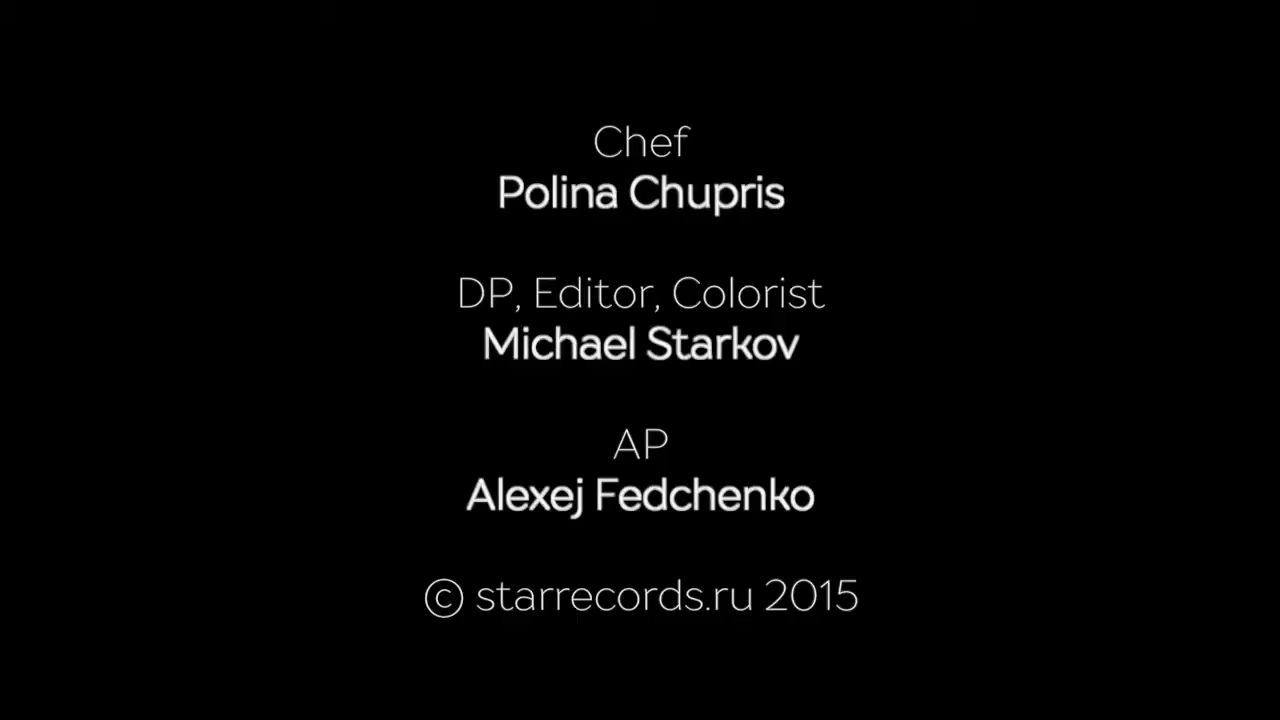 Chef
Polina Chupris
DP, Editor, Colorist
Michael Starkov
AP
Alexej Fedchenko
© starrecords.ru 2015